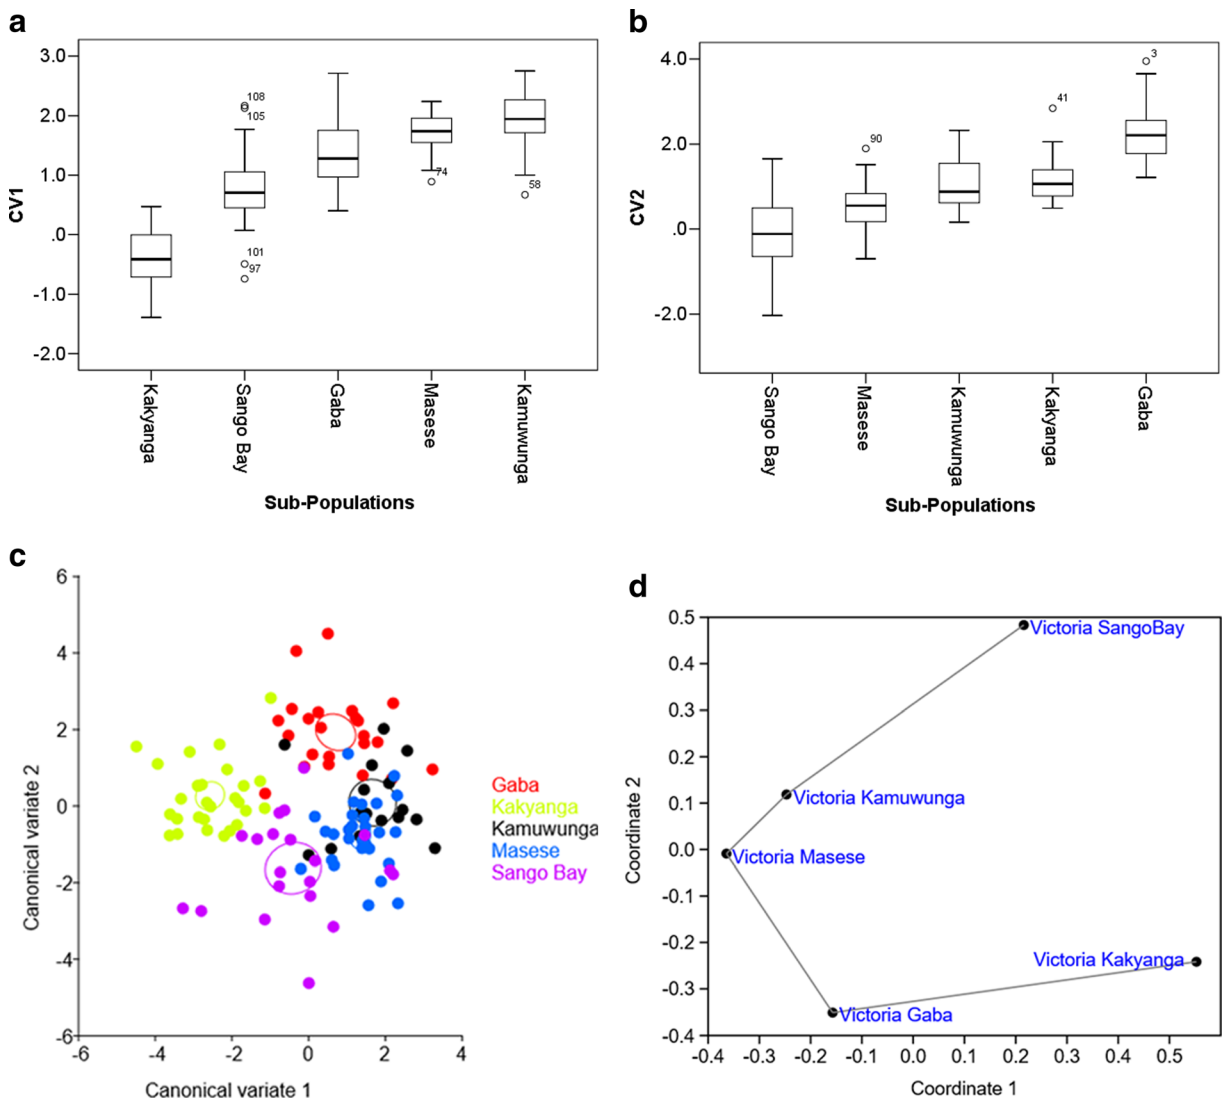 a
3.0
2.0
1.0
.0
-1.0
-2.0
CV1
108
105
101
97
74
58
Kakyanga
Sango Bay
Gaba
Masese
Kamuwunga
Sub-Populations
b
4.0
2.0
.0
-2.0
CV2
90
41
3
Sango Bay
Masese
Kamuwunga
Kakyanga
Gaba
Sub-Populations
c
6
4
2
0
-2
-4
-6
Canonical variate 2
-6
-4
-2
0
2
4
Canonical variate 1
Gaba
Kakyanga
Kamuwunga
Masese
Sango Bay
d
0.5
0.4
0.3
0.2
0.1
0.0
-0.1
-0.2
-0.3
-0.4
Coordinate 2
Victoria SangoBay
Victoria Kamuwunga
Victoria Masese
Victoria Kakyanga
Victoria Gaba
-0.4
-0.3
-0.2
-0.1
0.0
0.1
0.2
0.3
0.4
0.5
Coordinate 1